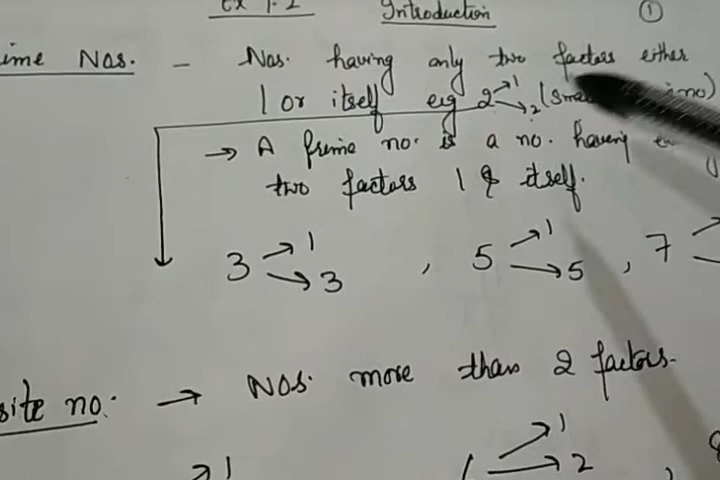 Ex 1.2 Introduction ①
ime Nos. - Nos. having only two factors either
1 or itself eg 2 → 1 → 2 (sma
→ A prime no. is a no. having
two factors 1 & itself.
3 → 1 → 3 , 5 → 1 → 5 , 7
site no: → Nos. more than 2 factors.
→ 1 → 1 → 2 ,